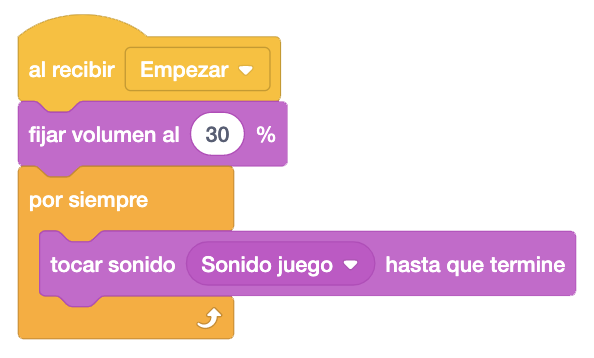 al recibir Empezar
fijar volumen al 30 %
por siempre
tocar sonido Sonido juego hasta que termine